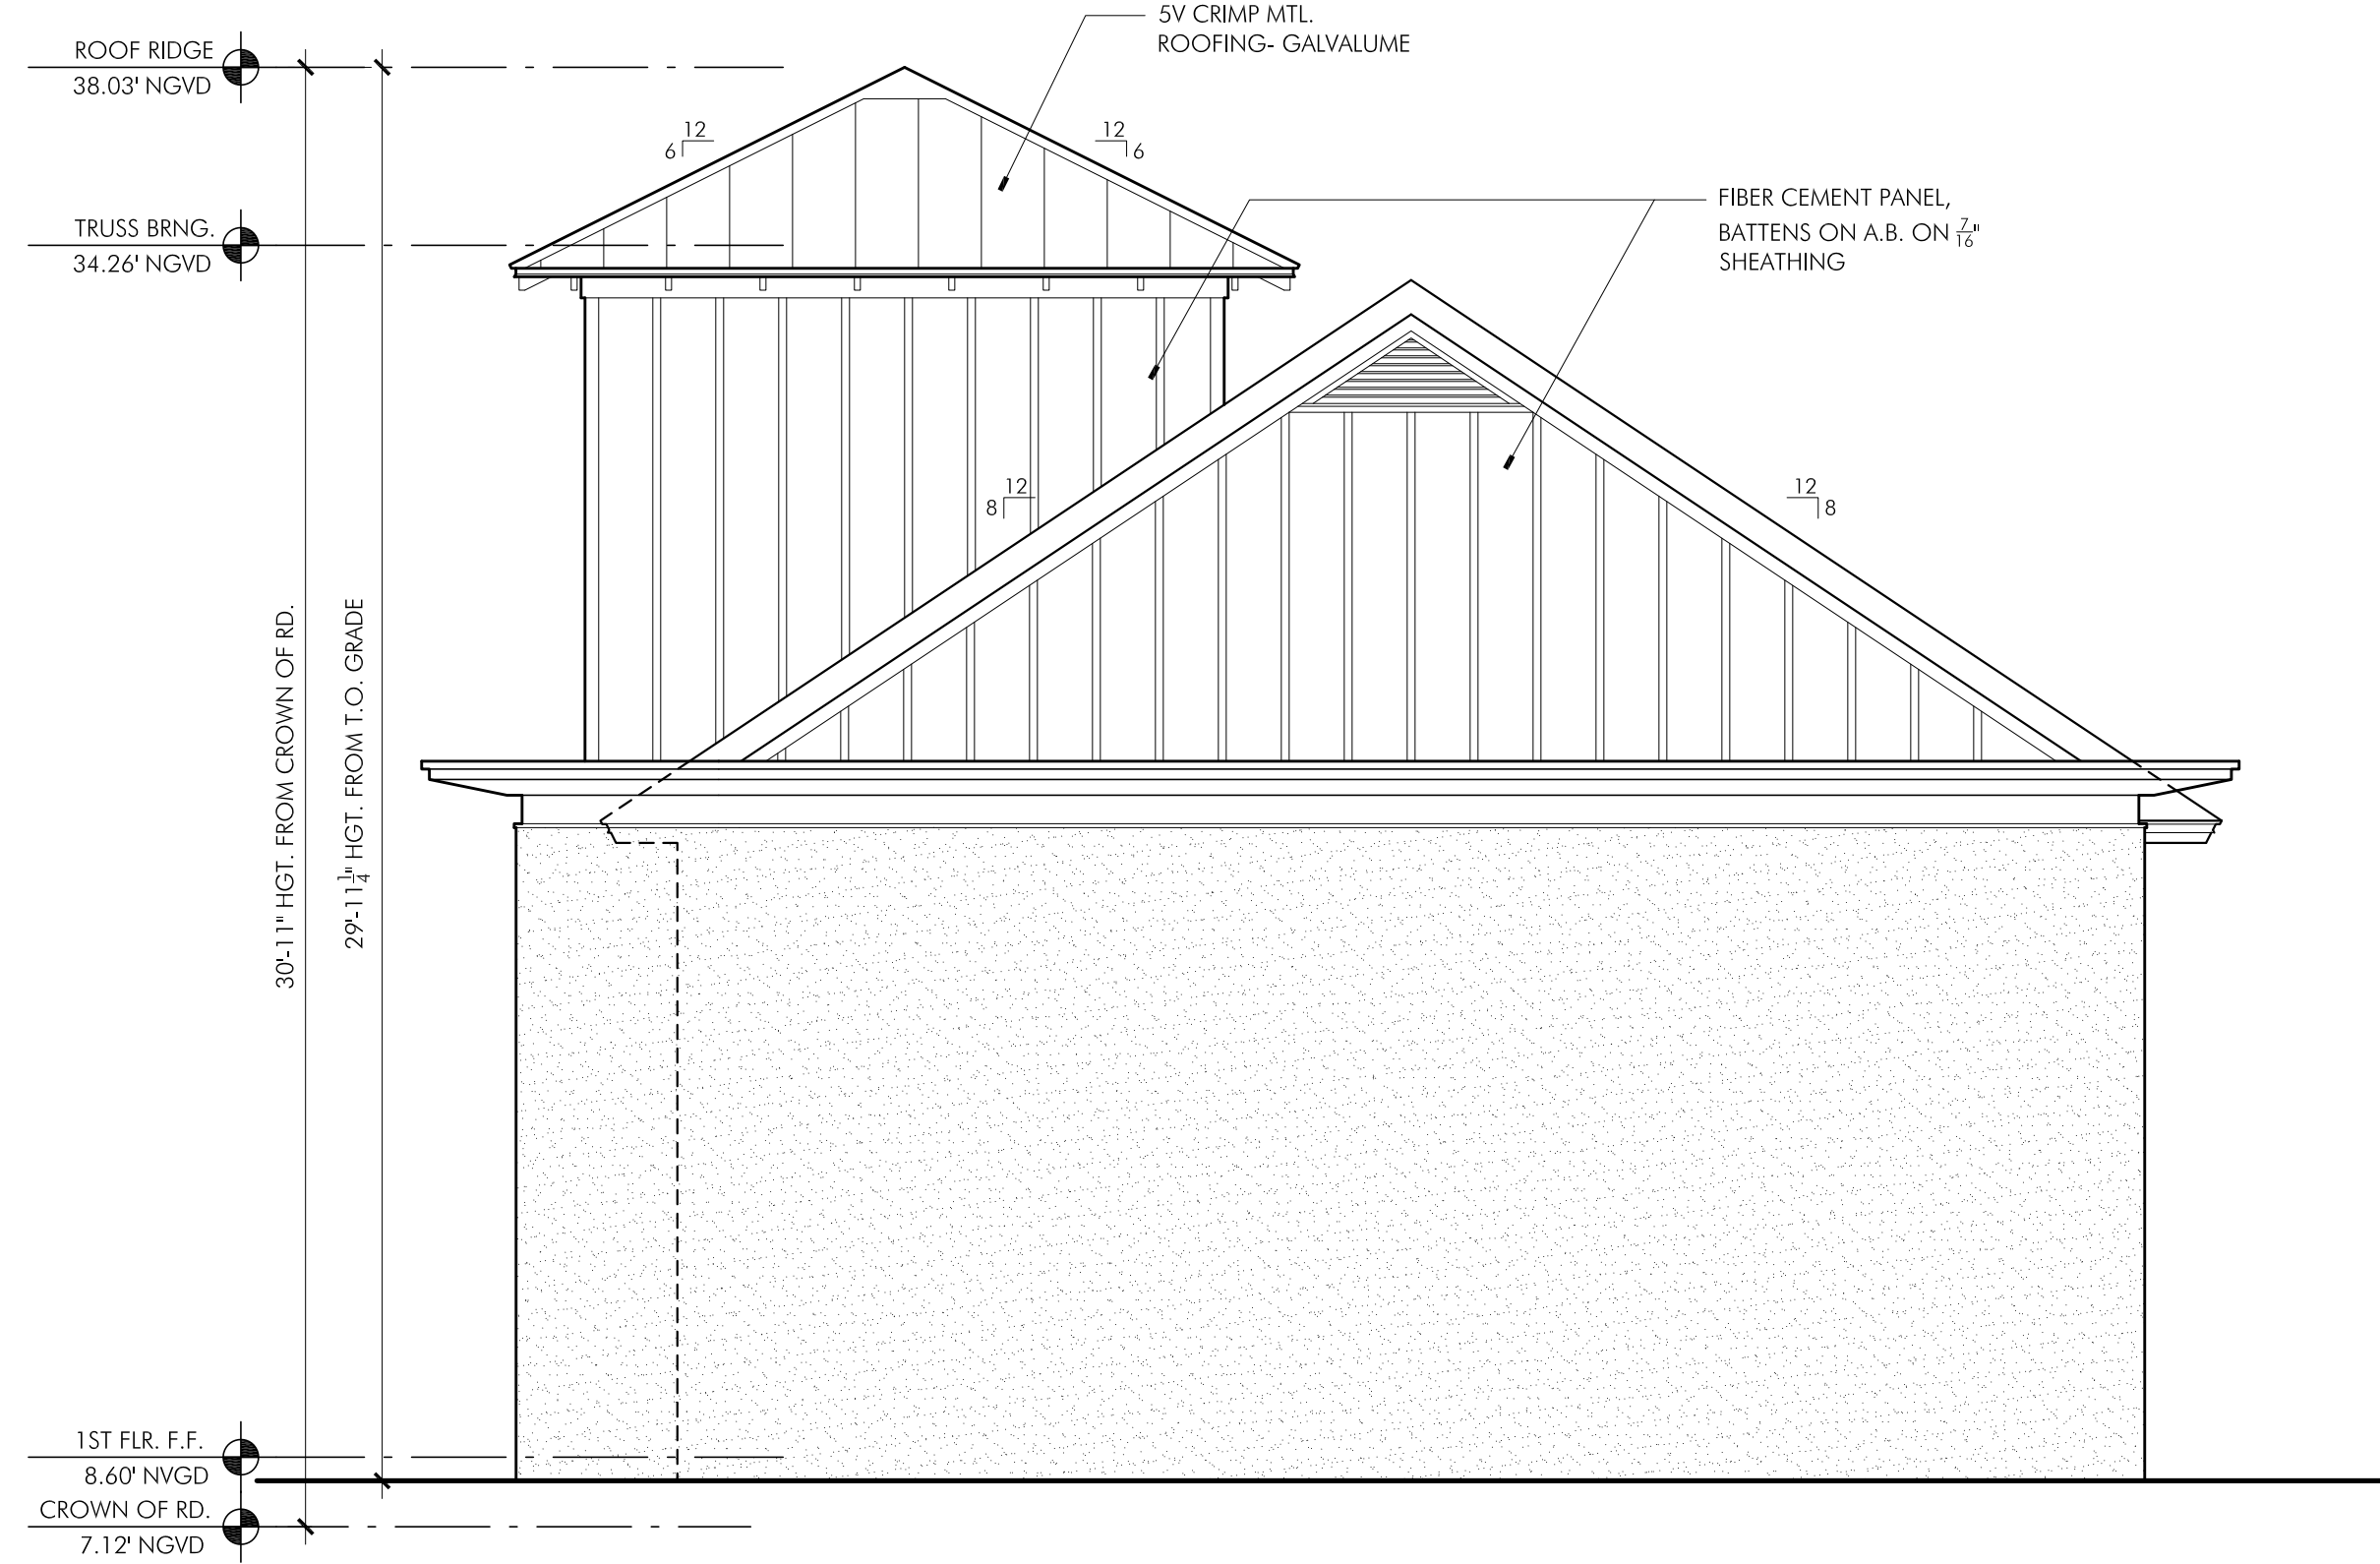 5V CRIMP MTL.
ROOFING- GALVALUME
ROOF RIDGE
38.03' NGVD
12
6
12
6
FIBER CEMENT PANEL,
BATTENS ON A.B. ON 7/16"
SHEATHING
TRUSS BRNG.
34.26' NGVD
12
8
12
8
30'-11" HGT. FROM CROWN OF RD.
29'-11 1/4" HGT. FROM T.O. GRADE
1ST FLR. F.F.
8.60' NVGD
CROWN OF RD.
7.12' NGVD